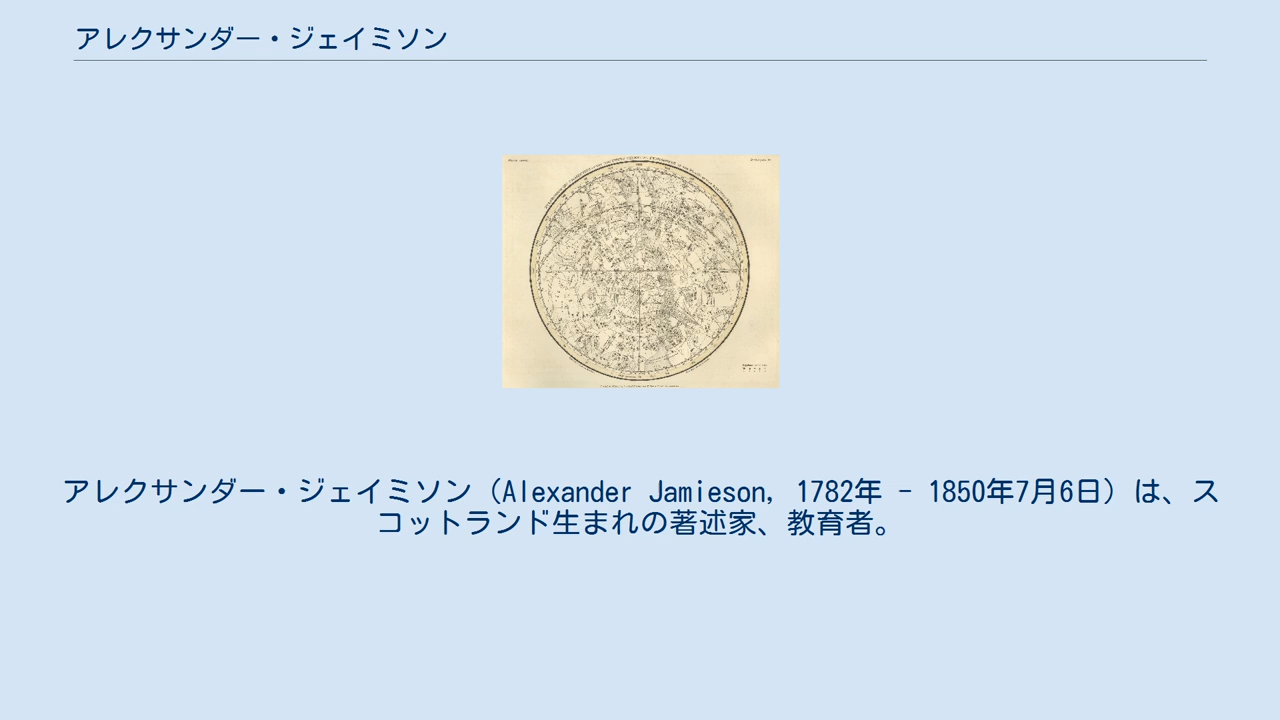 アレクサンダー・ジェイミソン
アレクサンダー・ジェイミソン（Alexander Jamieson, 1782年 - 1850年7月6日）は、ス
コットランド生まれの著述家、教育者。